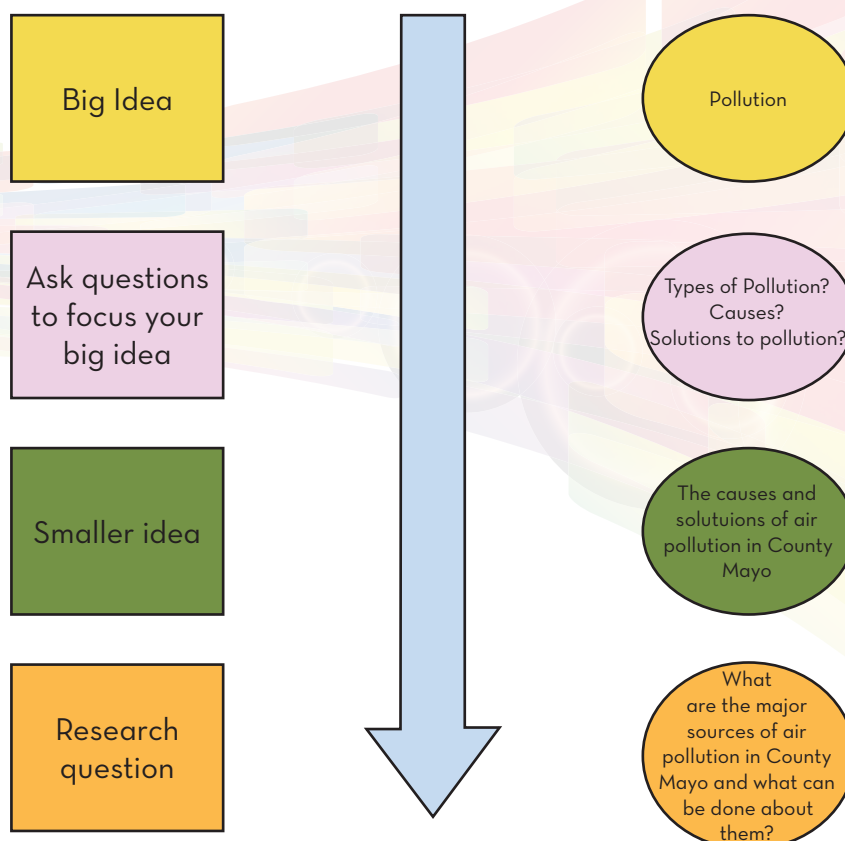 Big Idea
Pollution
Ask questions
to focus your
big idea
Types of Pollution?
Causes?
Solutions to pollution?
Smaller idea
The causes and
solutuions of air
pollution in County
Mayo
Research
question
What
are the major
sources of air
pollution in County
Mayo and what can
be done about
them?